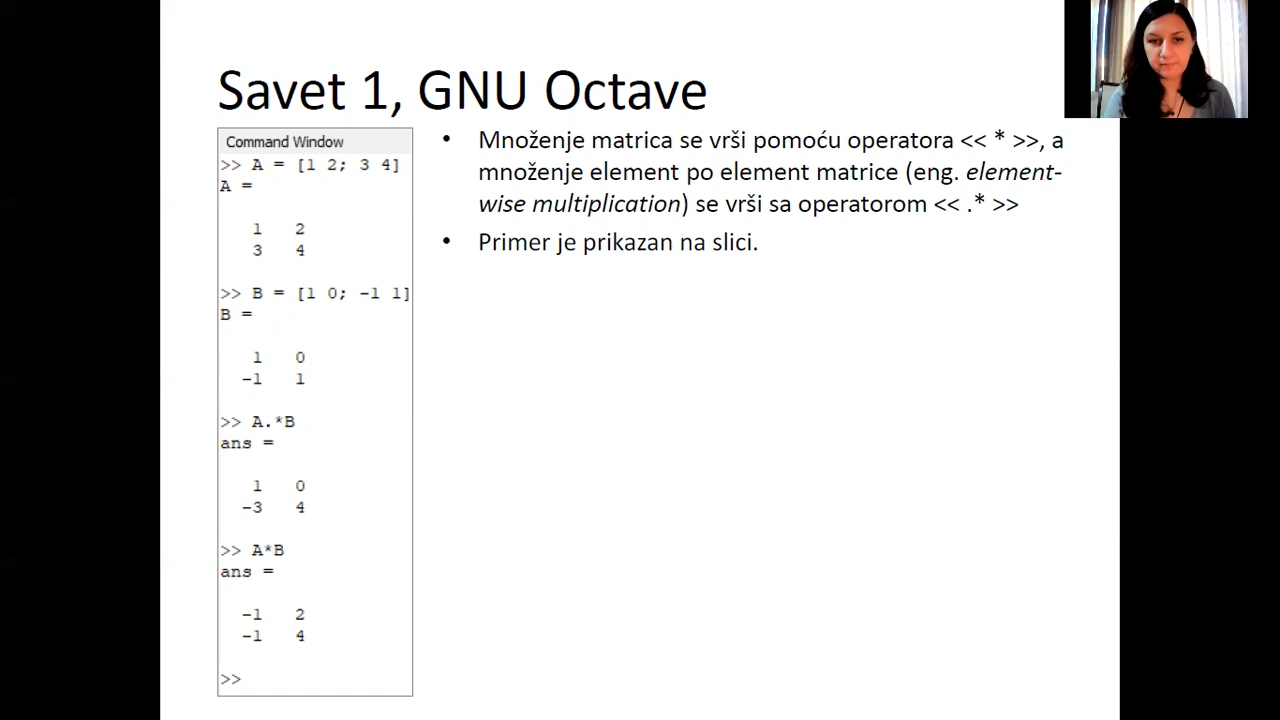 Savet 1, GNU Octave
Command Window
>> A = [1 2; 3 4]
A =
1 2
3 4
>> B = [1 0; -1 1]
B =
1 0
-1 1
>> A.*B
ans =
1 0
-3 4
>> A*B
ans =
-1 2
-1 4
>>
• Množenje matrica se vrši pomoću operatora << * >>, a
množenje element po element matrice (eng. element-
wise multiplication) se vrši sa operatorom << .* >>
• Primer je prikazan na slici.